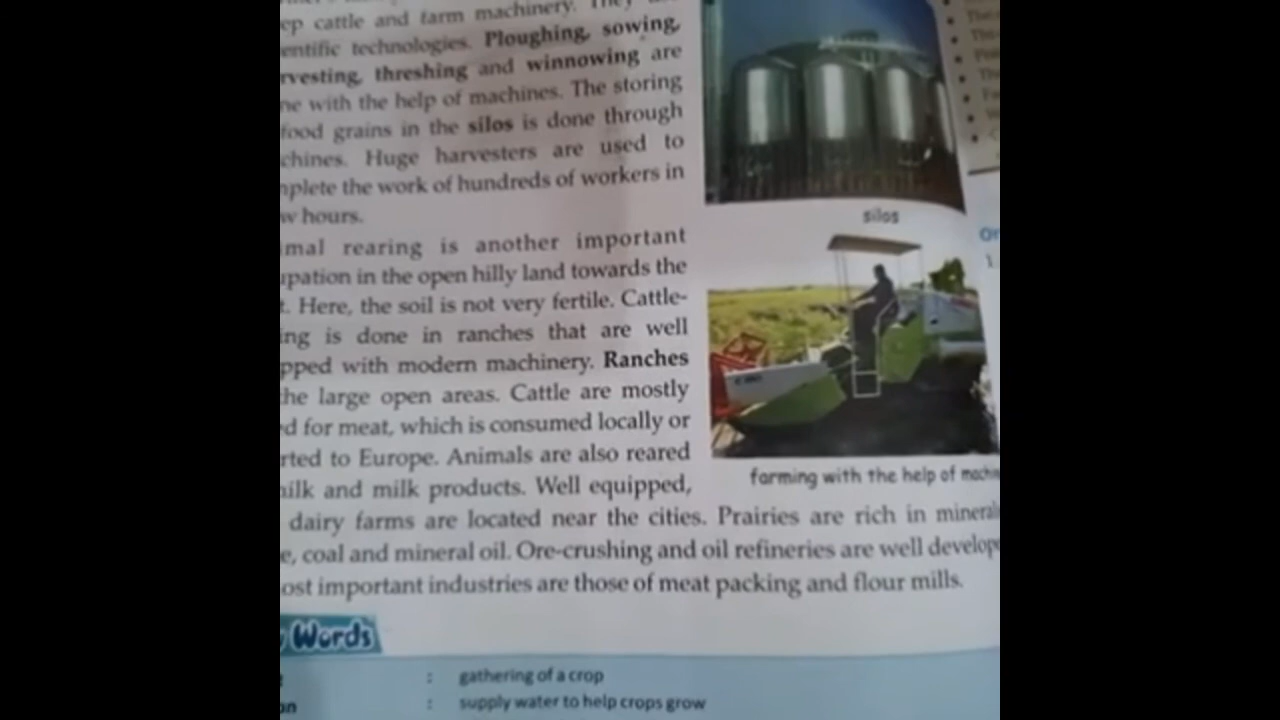 ep cattle and farm machinery. They
entific technologies. Ploughing, sowing,
rvesting, threshing and winnowing are
ne with the help of machines. The storing
food grains in the silos is done through
chines. Huge harvesters are used to
nplete the work of hundreds of workers in
w hours.
imal rearing is another important
upation in the open hilly land towards the
t. Here, the soil is not very fertile. Cattle-
ing is done in ranches that are well
pped with modern machinery. Ranches
he large open areas. Cattle are mostly
ed for meat, which is consumed locally or
rted to Europe. Animals are also reared
milk and milk products. Well equipped,
dairy farms are located near the cities. Prairies are rich in mineral
e, coal and mineral oil. Ore-crushing and oil refineries are well develope
ost important industries are those of meat packing and flour mills.
silos
farming with the help of machin
Words
: gathering of a crop
on : supply water to help crops grow
Or
1.